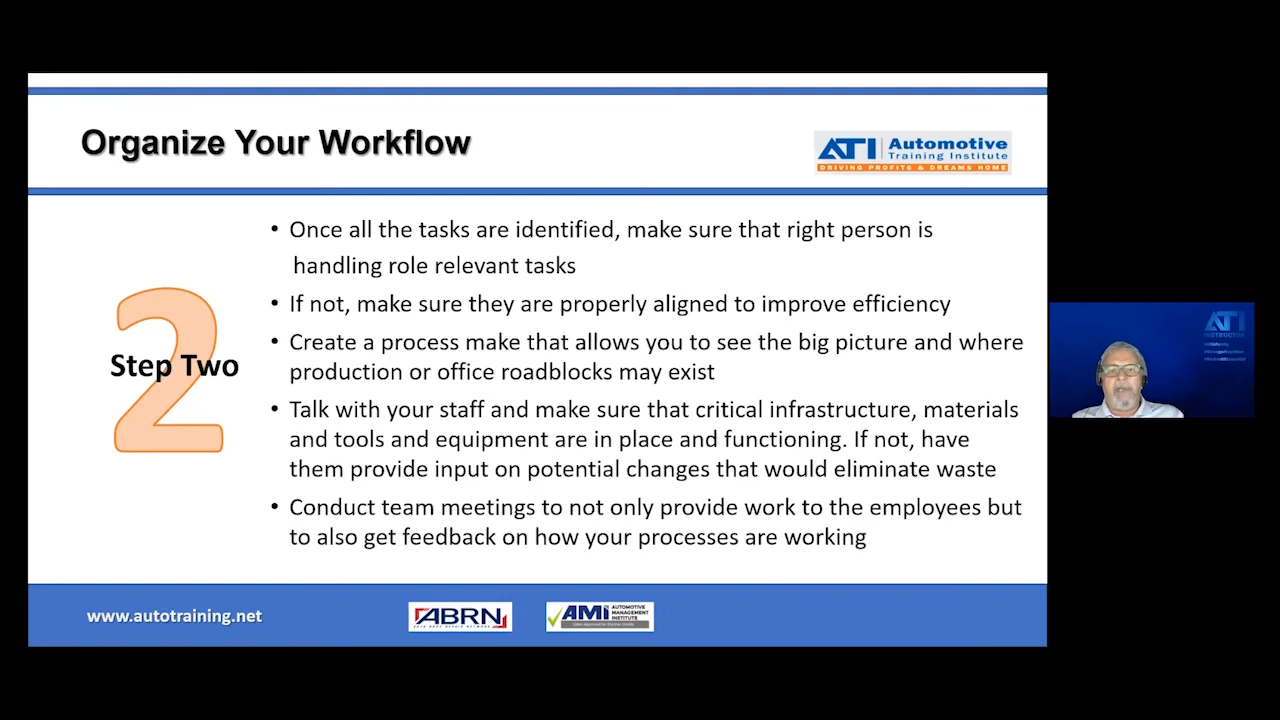 Organize Your Workflow
ATI Automotive
Training Institute
DRIVING PROFITS & DREAMS HOME
• Once all the tasks are identified, make sure that right person is
handling role relevant tasks
• If not, make sure they are properly aligned to improve efficiency
• Create a process make that allows you to see the big picture and where
production or office roadblocks may exist
2
Step Two
• Talk with your staff and make sure that critical infrastructure, materials
and tools and equipment are in place and functioning. If not, have
them provide input on potential changes that would eliminate waste
• Conduct team meetings to not only provide work to the employees but
to also get feedback on how your processes are working
www.autotraining.net
ABRN
AUTO BODY REPAIR NETWORK
AMi AUTOMOTIVE
MANAGEMENT
INSTITUTE
ATI
INSTRUCTOR